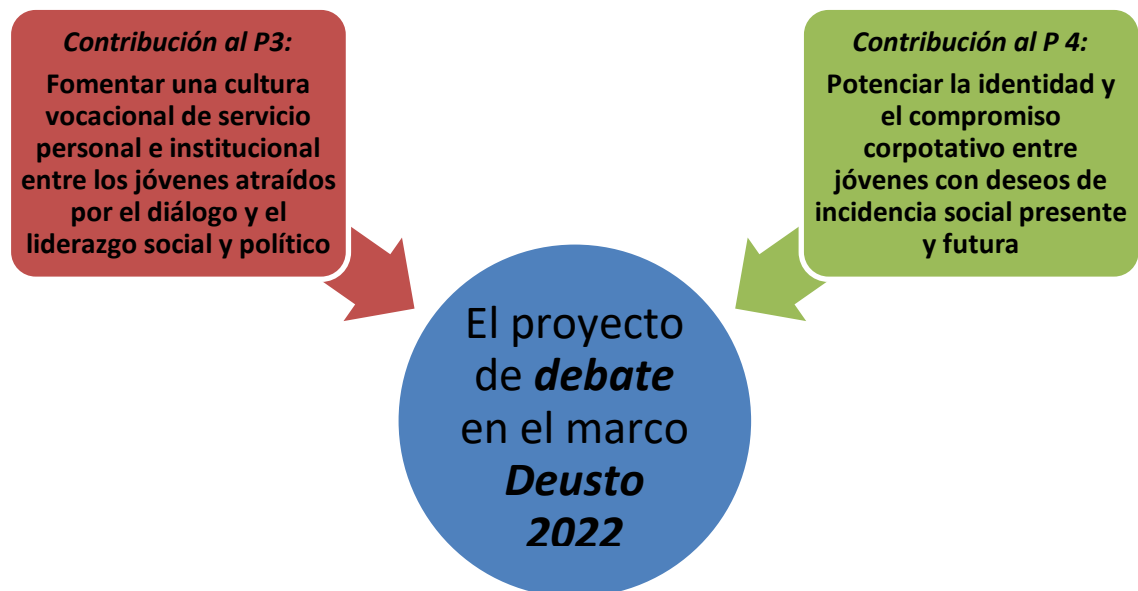 Contribución al P3:
Fomentar una cultura
vocacional de servicio
personal e institucional
entre los jóvenes atraídos
por el diálogo y el
liderazgo social y político
Contribución al P 4:
Potenciar la identidad y
el compromiso
corpotativo entre
jóvenes con deseos de
incidencia social presente
y futura
El proyecto
de debate
en el marco
Deusto
2022